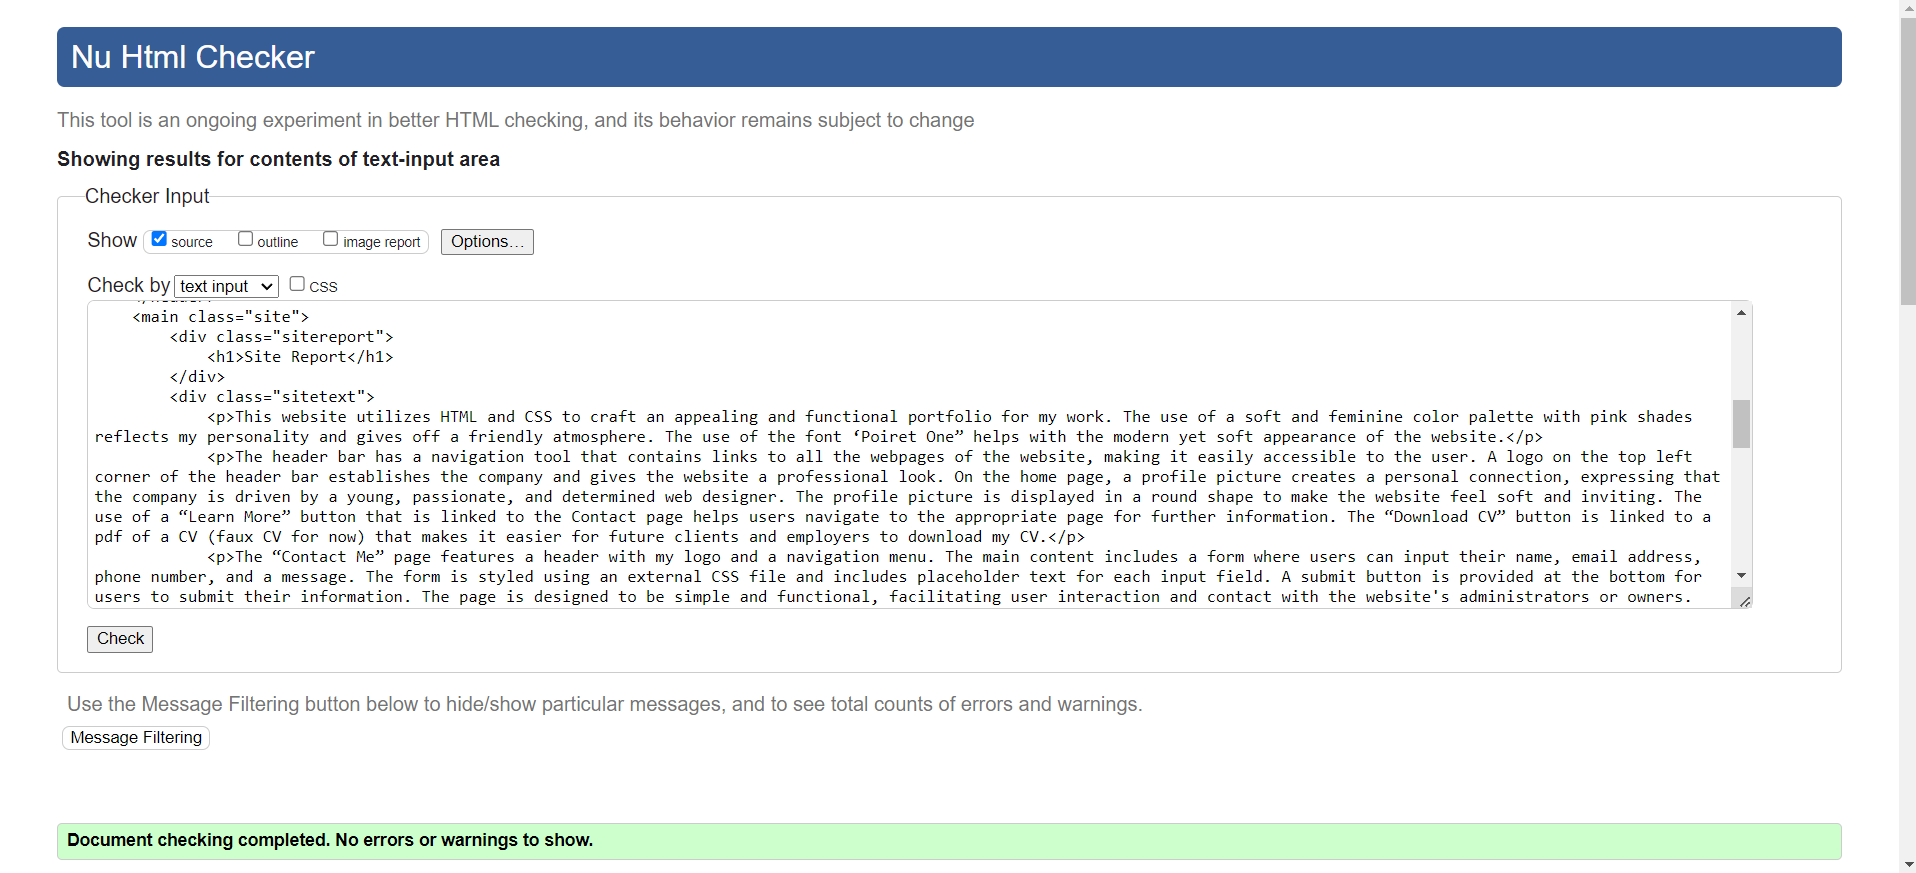 Nu Html Checker
This tool is an ongoing experiment in better HTML checking, and its behavior remains subject to change
Showing results for contents of text-input area
Checker Input
Show source outline image report Options...
Check by text input CSS
</header>
<main class="site">
<div class="sitereport">
<h1>Site Report</h1>
</div>
<div class="sitetext">
<p>This website utilizes HTML and CSS to craft an appealing and functional portfolio for my work. The use of a soft and feminine color palette with pink shades
reflects my personality and gives off a friendly atmosphere. The use of the font ‘Poiret One” helps with the modern yet soft appearance of the website.</p>
<p>The header bar has a navigation tool that contains links to all the webpages of the website, making it easily accessible to the user. A logo on the top left
corner of the header bar establishes the company and gives the website a professional look. On the home page, a profile picture creates a personal connection, expressing that
the company is driven by a young, passionate, and determined web designer. The profile picture is displayed in a round shape to make the website feel soft and inviting. The
use of a “Learn More” button that is linked to the Contact page helps users navigate to the appropriate page for further information. The “Download CV” button is linked to a
pdf of a CV (faux CV for now) that makes it easier for future clients and employers to download my CV.</p>
<p>The “Contact Me” page features a header with my logo and a navigation menu. The main content includes a form where users can input their name, email address,
phone number, and a message. The form is styled using an external CSS file and includes placeholder text for each input field. A submit button is provided at the bottom for
users to submit their information. The page is designed to be simple and functional, facilitating user interaction and contact with the website's administrators or owners.
Check
Use the Message Filtering button below to hide/show particular messages, and to see total counts of errors and warnings.
Message Filtering
Document checking completed. No errors or warnings to show.